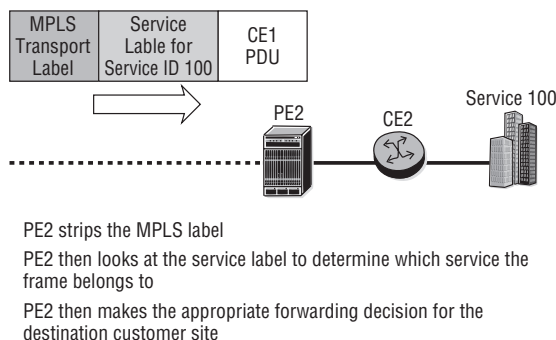 MPLS
Transport
Label
Service
Lable for
Service ID 100
CE1
PDU
PE2
CE2
Service 100
PE2 strips the MPLS label
PE2 then looks at the service label to determine which service the
frame belongs to
PE2 then makes the appropriate forwarding decision for the
destination customer site